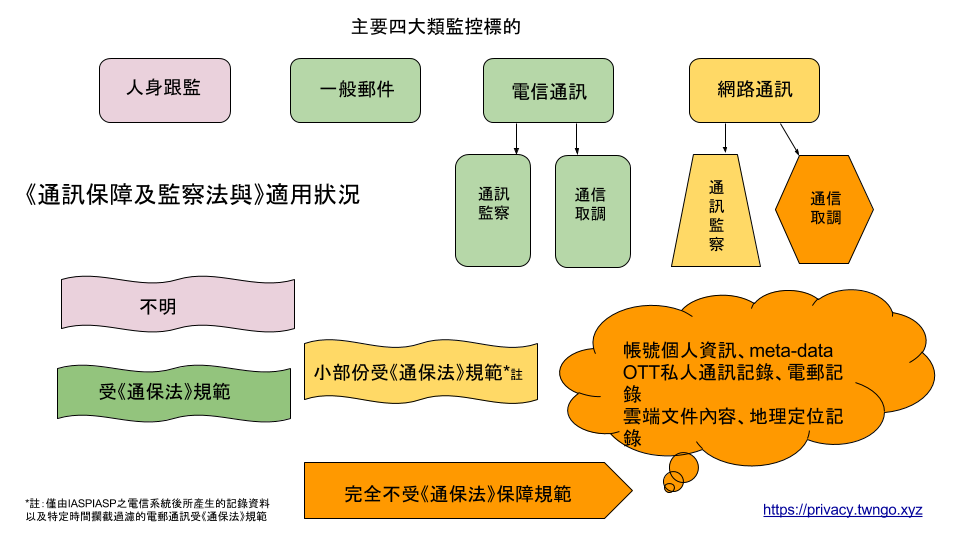 主要四大類監控標的
人身跟監
一般郵件
電信通訊
網路通訊
《通訊保障及監察法與》適用狀況
通訊
監察
通信
取調
通
訊
監
察
通信
取調
不明
受《通保法》規範
小部份受《通保法》規範*註
帳號個人資訊、meta-data
OTT私人通訊記錄、電郵記
錄
雲端文件內容、地理定位記
錄
完全不受《通保法》保障規範
*註：僅由IASPIASP之電信系統後所產生的記錄資料
以及特定時間攔截過濾的電郵通訊受《通保法》規範
https://privacy.twngo.xyz